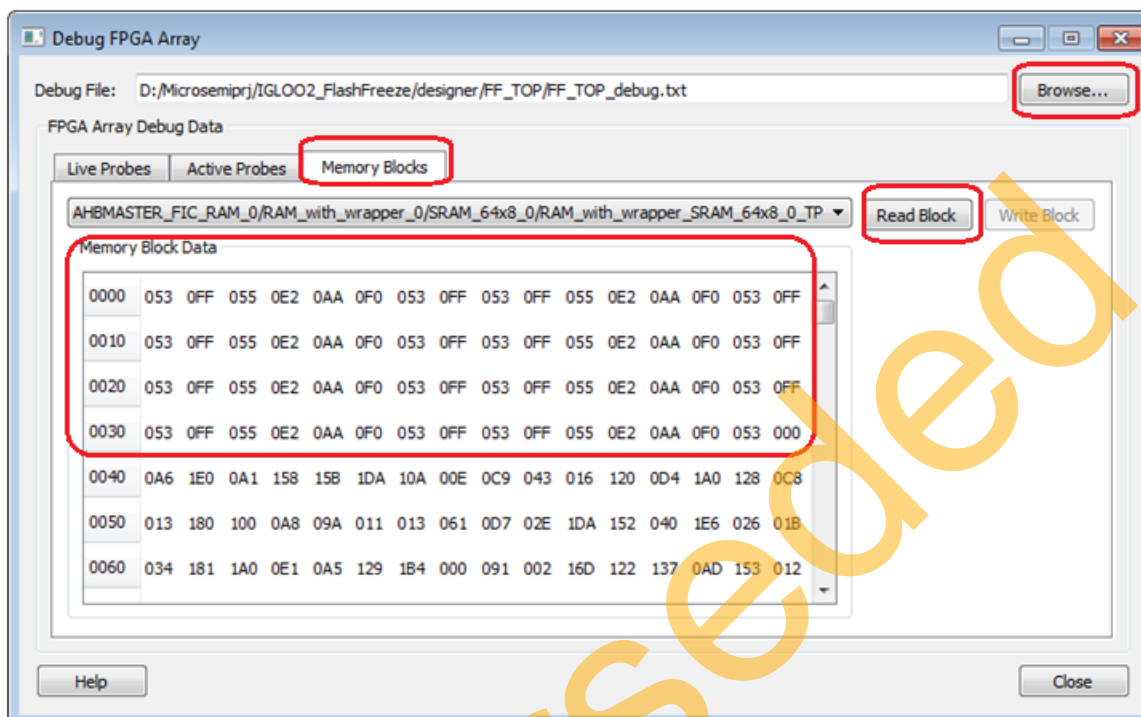 Debug FPGA Array
Debug File: D:/Microsemiprj/IGLOO2_FlashFreeze/designer/FF_TOP/FF_TOP_debug.txt Browse...
FPGA Array Debug Data
Live Probes Active Probes Memory Blocks
AHBMASTER_FIC_RAM_0/RAM_with_wrapper_0/SRAM_64x8_0/RAM_with_wrapper_SRAM_64x8_0_TP Read Block Write Block
Memory Block Data
0000 053 0FF 055 0E2 0AA 0F0 053 0FF 053 0FF 055 0E2 0AA 0F0 053 0FF
0010 053 0FF 055 0E2 0AA 0F0 053 0FF 053 0FF 055 0E2 0AA 0F0 053 0FF
0020 053 0FF 055 0E2 0AA 0F0 053 0FF 053 0FF 055 0E2 0AA 0F0 053 0FF
0030 053 0FF 055 0E2 0AA 0F0 053 0FF 053 0FF 055 0E2 0AA 0F0 053 000
0040 0A6 1E0 0A1 158 15B 1DA 10A 00E 0C9 043 016 120 0D4 1A0 128 0C8
0050 013 180 100 0A8 09A 011 013 061 0D7 02E 1DA 152 040 1E6 026 01B
0060 034 181 1A0 0E1 0A5 129 1B4 000 091 002 16D 122 137 0AD 153 012
Help Close
seded